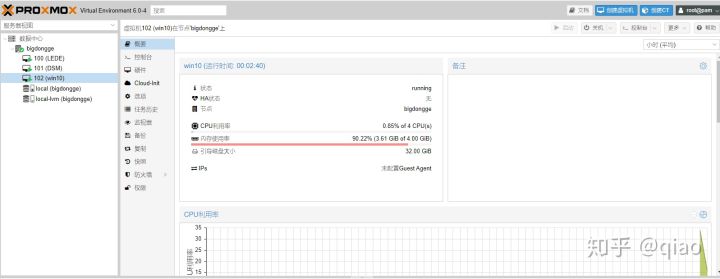 PROXMOX Virtual Environment 6.0-4 搜索 文档 创建虚拟机 创建CT root@pam
服务器视图 虚拟机102 (win10)在节点'bigdongge'上 启动 关机 控制台 更多 帮助
数据中心
bigdongge
100 (LEDE)
101 (DSM)
102 (win10)
local (bigdongge)
local-lvm (bigdongge)
概要
控制台
硬件
Cloud-Init
选项
任务历史
监视器
备份
复制
快照
防火墙
权限
小时 (平均)
win10 (运行时间: 00:02:40)
状态 running
HA状态 无
节点 bigdongge
CPU利用率 0.85% of 4 CPU(s)
内存使用率 90.22% (3.61 GiB of 4.00 GiB)
引导磁盘大小 32.00 GiB
IPs 未配置Guest Agent
备注
CPU利用率
35
30
25
20
15
知乎 @qiao